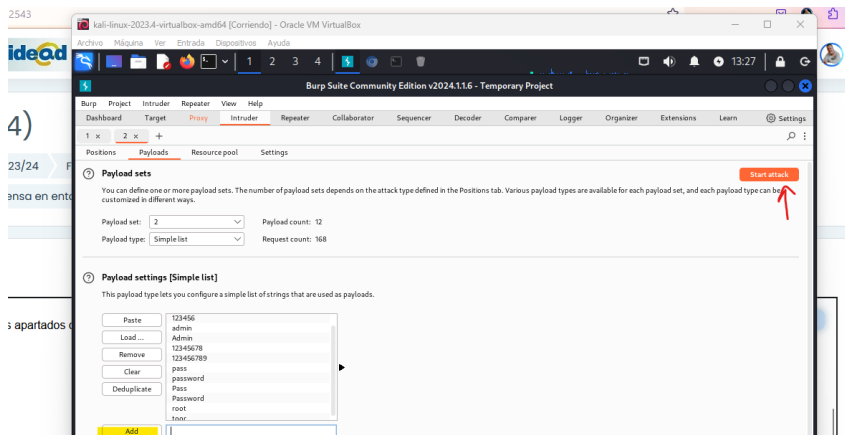 2543
kali-linux-2023.4-virtualbox-amd64 [Corriendo] - Oracle VM VirtualBox
Archivo Máquina Ver Entrada Dispositivos Ayuda
ide@d
1 2 3 4
13:27
Burp Suite Community Edition v2024.1.1.6 - Temporary Project
Burp Project Intruder Repeater View Help
Dashboard Target Proxy Intruder Repeater Collaborator Sequencer Decoder Comparer Logger Organizer Extensions Learn Settings
4)
1 × 2 × +
Positions Payloads Resource pool Settings
23/24 F
Payload sets
Start attack
You can define one or more payload sets. The number of payload sets depends on the attack type defined in the Positions tab. Various payload types are available for each payload set, and each payload type can be
customized in different ways.
ensa en ento
Payload set: 2 Payload count: 12
Payload type: Simple list Request count: 168
Payload settings [Simple list]
This payload type lets you configure a simple list of strings that are used as payloads.
s apartados
Paste
Load ...
Remove
Clear
Deduplicate
123456
admin
Admin
12345678
123456789
pass
password
Pass
Password
root
toor
Add